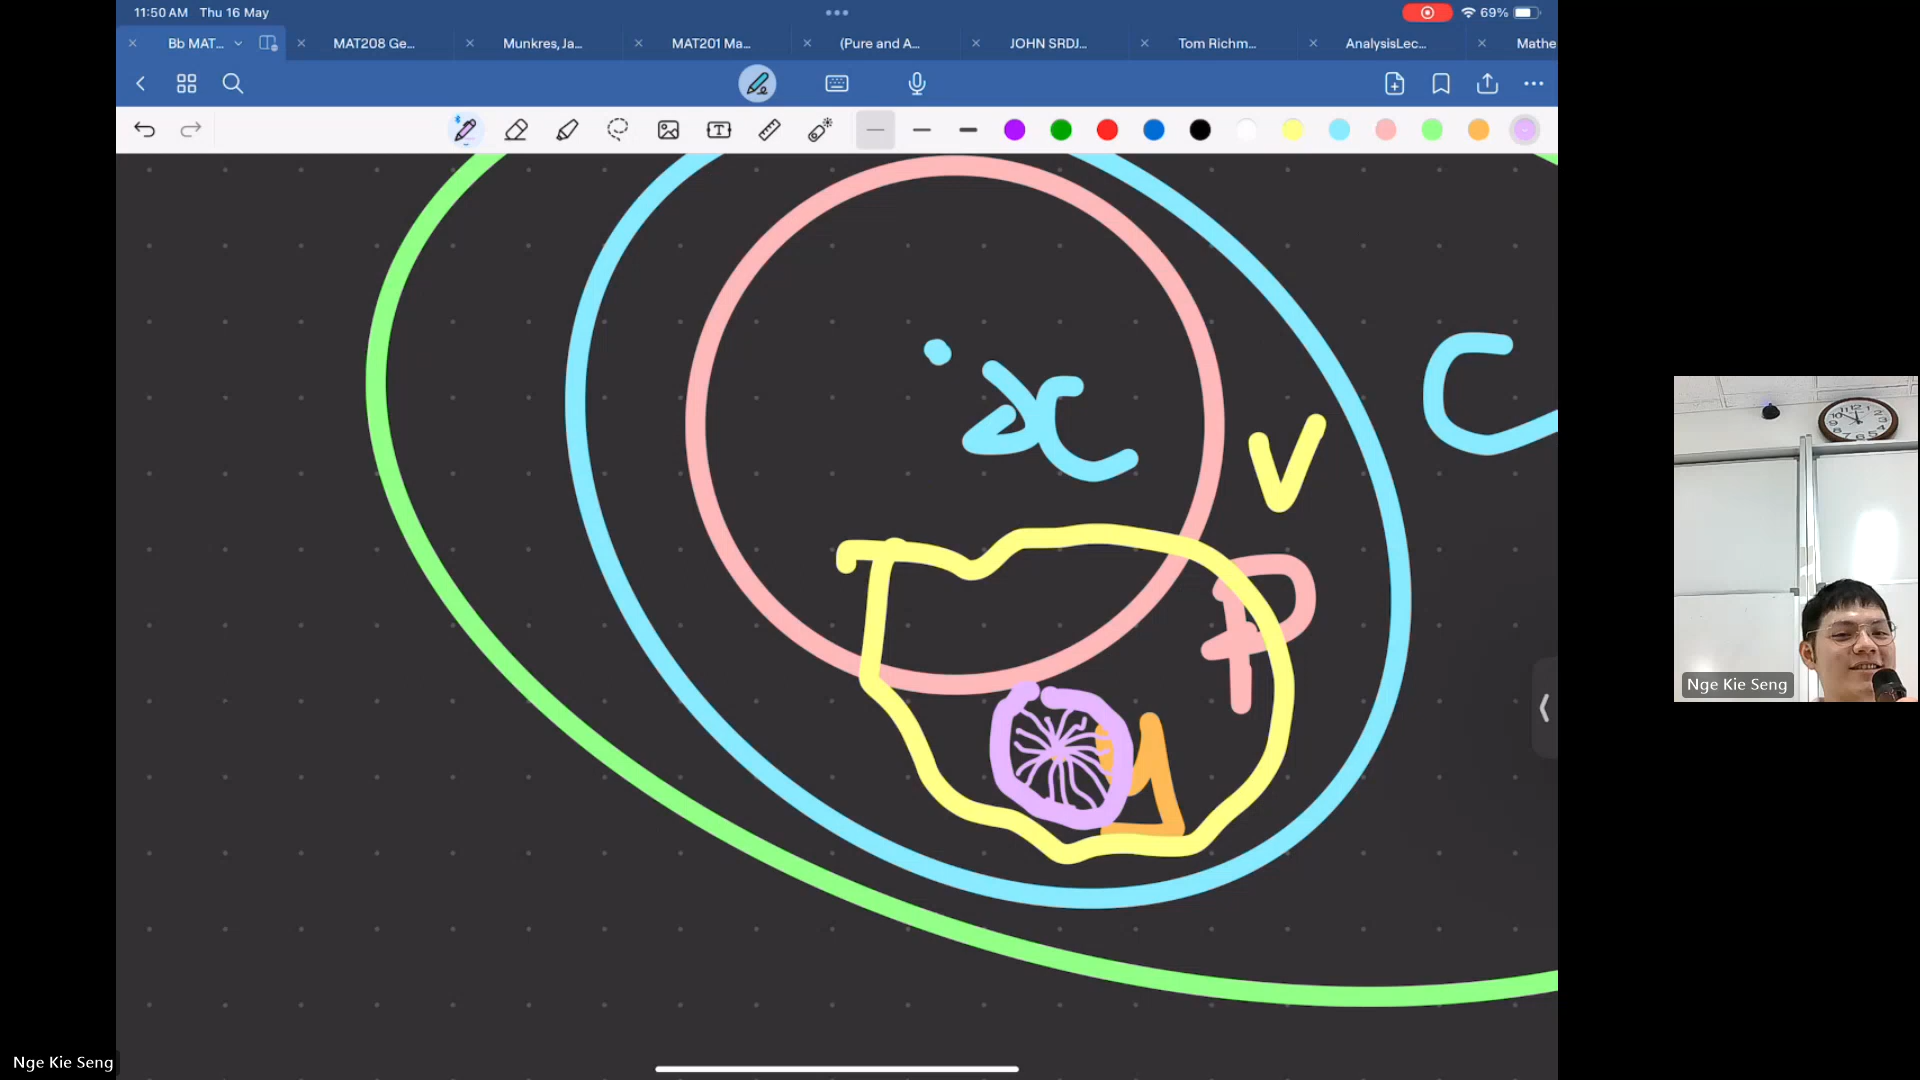 11:50 AM Thu 16 May
69%
Bb MAT...
MAT208 Ge...
Munkres, Ja...
MAT201 Ma...
(Pure and A...
JOHN SRDJ...
Tom Richm...
AnalysisLec...
Mathe
x
C
V
P
y
Nge Kie Seng
Nge Kie Seng